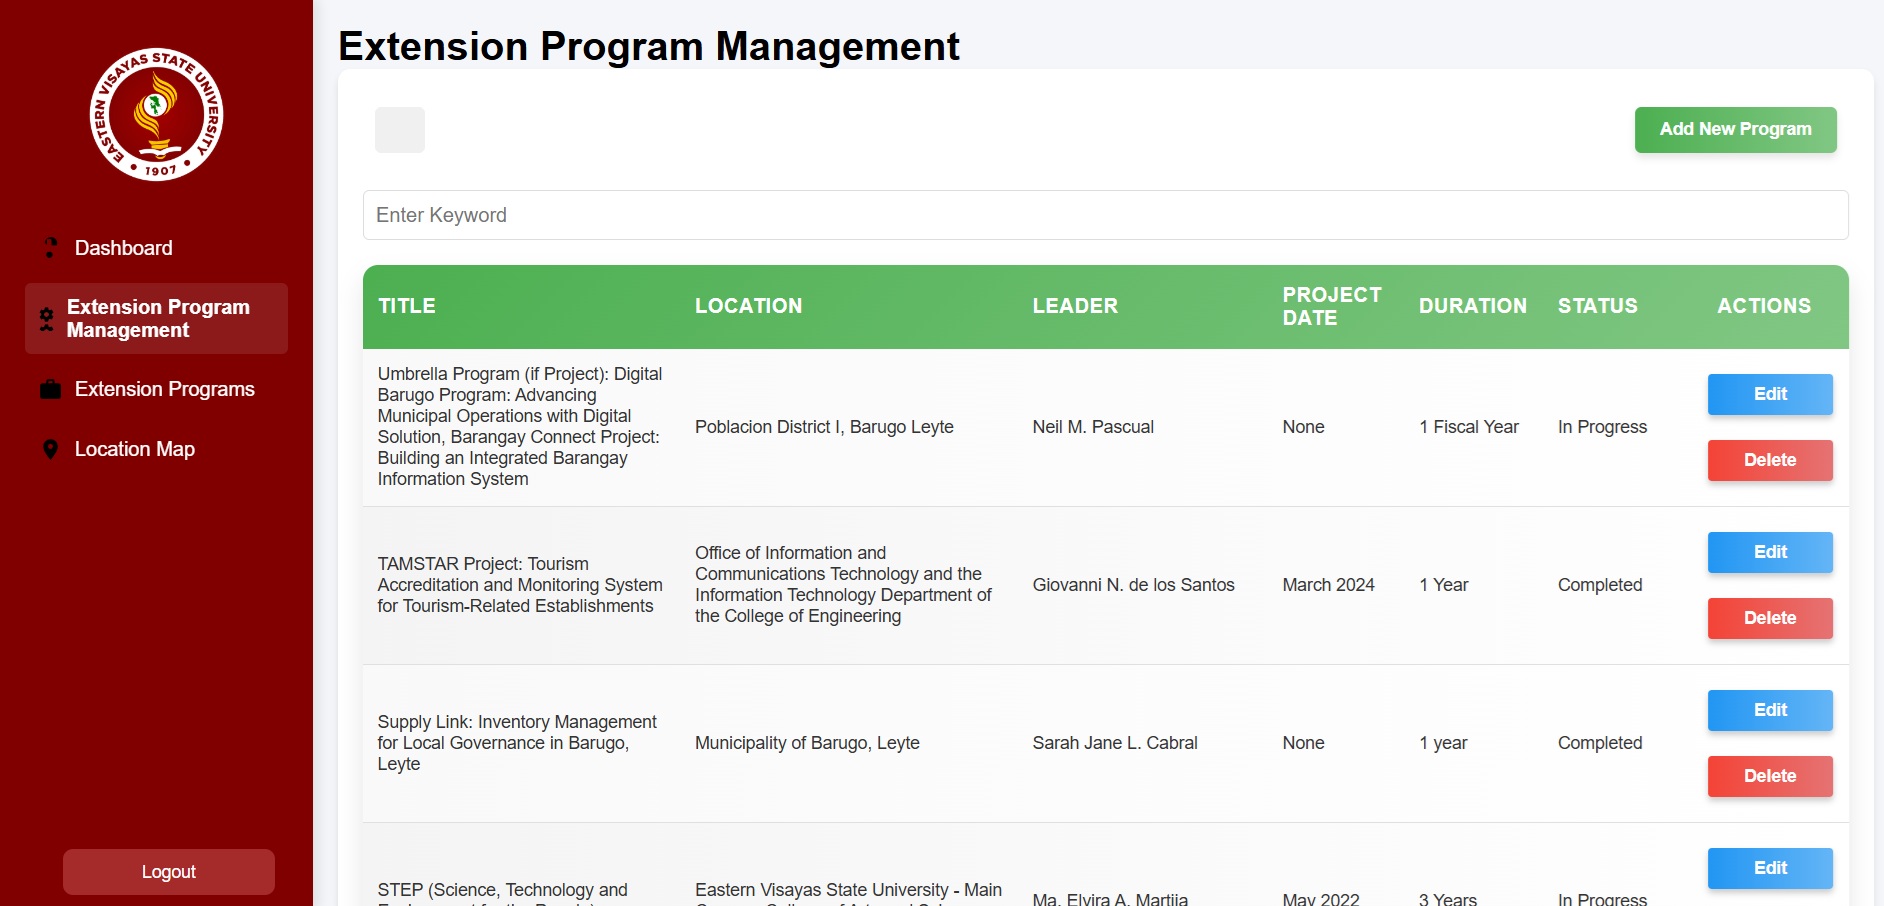 EASTERN VISAYAS STATE UNIVERSITY
1907
Dashboard
Extension Program
Management
Extension Programs
Location Map
Logout
Extension Program Management
Add New Program
Enter Keyword
TITLE LOCATION LEADER PROJECT DATE DURATION STATUS ACTIONS
Umbrella Program (if Project): Digital
Barugo Program: Advancing
Municipal Operations with Digital
Solution, Barangay Connect Project:
Building an Integrated Barangay
Information System
Poblacion District I, Barugo Leyte
Neil M. Pascual
None
1 Fiscal Year
In Progress
Edit
Delete
TAMSTAR Project: Tourism
Accreditation and Monitoring System
for Tourism-Related Establishments
Office of Information and
Communications Technology and the
Information Technology Department of
the College of Engineering
Giovanni N. de los Santos
March 2024
1 Year
Completed
Edit
Delete
Supply Link: Inventory Management
for Local Governance in Barugo,
Leyte
Municipality of Barugo, Leyte
Sarah Jane L. Cabral
None
1 year
Completed
Edit
Delete
STEP (Science, Technology and
Eastern Visayas State University - Main
Ma. Elvira A. Martija
May 2022
3 Years
In Progress
Edit